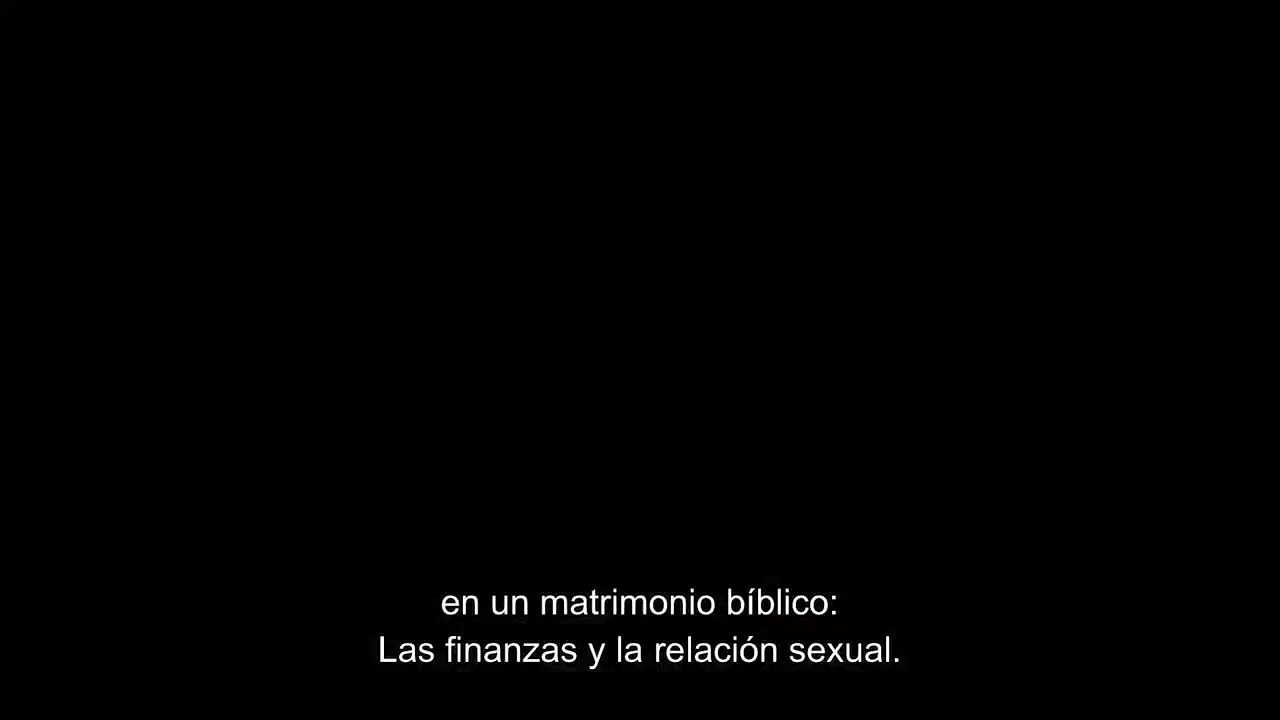 en un matrimonio bíblico:
Las finanzas y la relación sexual.